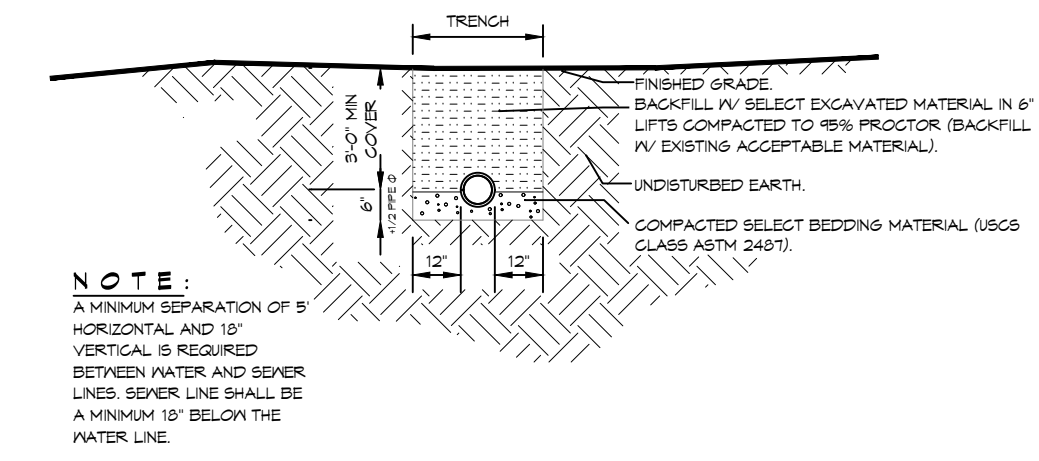 TRENCH
3'-0" MIN
COVER
6"
+1/2 PIPE Φ
12"
12"
FINISHED GRADE.
BACKFILL W/ SELECT EXCAVATED MATERIAL IN 6"
LIFTS COMPACTED TO 95% PROCTOR (BACKFILL
W/ EXISTING ACCEPTABLE MATERIAL).
UNDISTURBED EARTH.
COMPACTED SELECT BEDDING MATERIAL (USCS
CLASS ASTM 2487).
NOTE:
A MINIMUM SEPARATION OF 5'
HORIZONTAL AND 18"
VERTICAL IS REQUIRED
BETWEEN WATER AND SEWER
LINES. SEWER LINE SHALL BE
A MINIMUM 18" BELOW THE
WATER LINE.